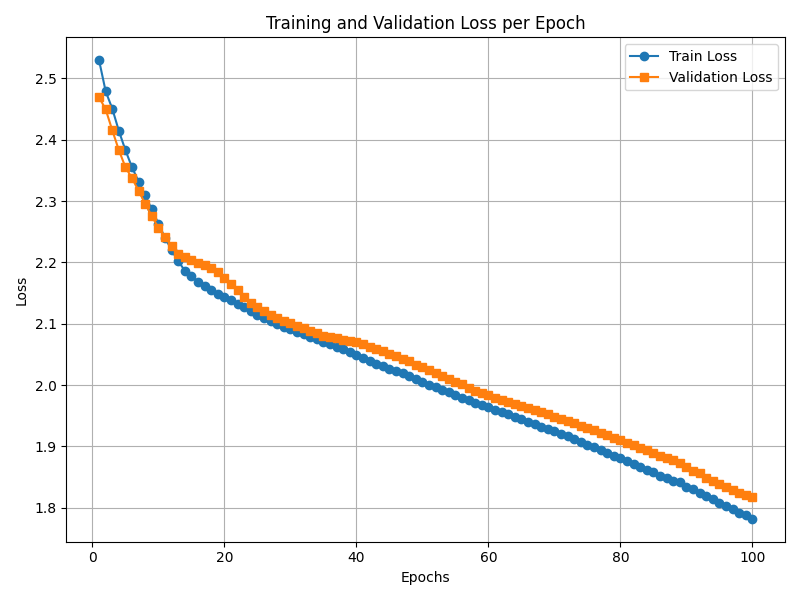 Training and Validation Loss per Epoch
Train Loss
Validation Loss
2.5
2.4
2.3
2.2
2.1
2.0
1.9
1.8
Loss
0 20 40 60 80 100
Epochs